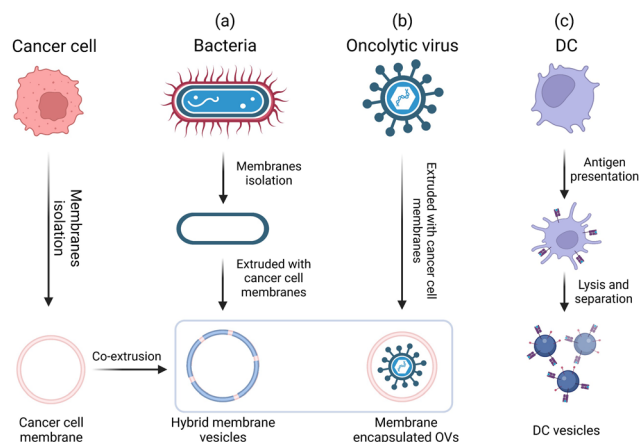 (a)
(b)
(c)
Cancer cell
Bacteria
Oncolytic virus
DC
Membranes
isolation
Membranes
isolation
Extruded with
cancer cell
membranes
Extruded with cancer cell
membranes
Antigen
presentation
Lysis and
separation
Co-extrusion
Cancer cell
membrane
Hybrid membrane
vesicles
Membrane
encapsulated OVs
DC vesicles